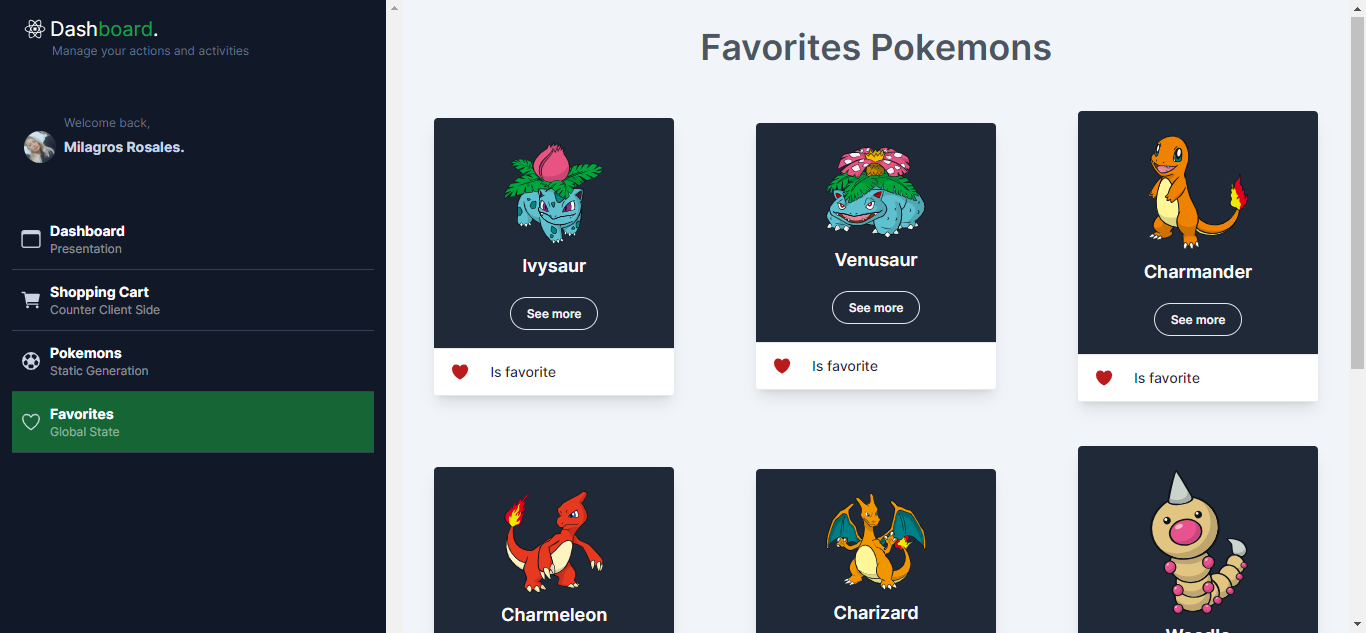 Dashboard.
Manage your actions and activities
Welcome back,
Milagros Rosales.
Dashboard
Presentation
Shopping Cart
Counter Client Side
Pokemons
Static Generation
Favorites
Global State
Favorites Pokemons
Ivysaur
See more
Is favorite
Venusaur
See more
Is favorite
Charmander
See more
Is favorite
Charmeleon
Charizard
Weedle